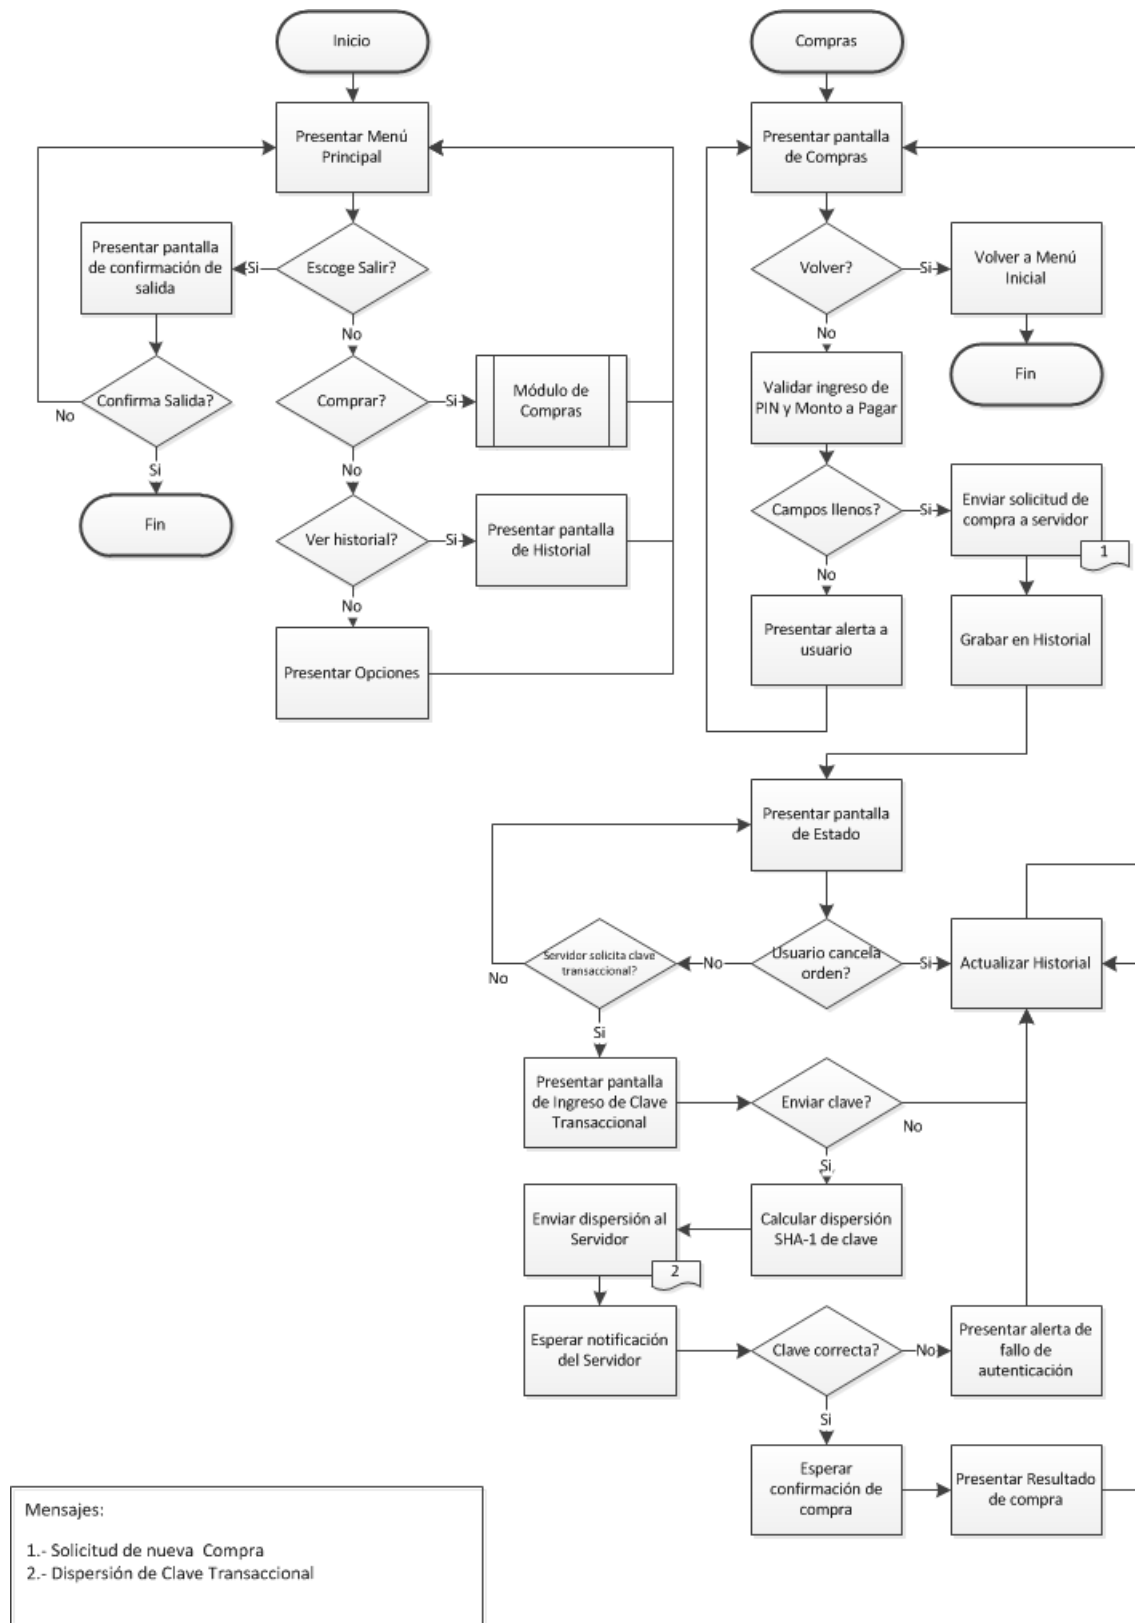 Inicio
Presentar Menú
Principal
Escoge Salir?
Si
Presentar pantalla
de confirmación de
salida
Confirma Salida?
No
Si
Fin
No
Comprar?
Si
Módulo de
Compras
No
Ver historial?
Si
Presentar pantalla
de Historial
No
Presentar Opciones
Compras
Presentar pantalla
de Compras
Volver?
Si
Volver a Menú
Inicial
Fin
No
Validar ingreso de
PIN y Monto a Pagar
Campos llenos?
Si
Enviar solicitud de
compra a servidor
1
No
Presentar alerta a
usuario
Grabar en Historial
Presentar pantalla
de Estado
Usuario cancela
orden?
Si
Actualizar Historial
No
Servidor solicita clave
transaccional?
No
Si
Presentar pantalla
de Ingreso de Clave
Transaccional
Enviar clave?
No
Si
Calcular dispersión
SHA-1 de clave
Enviar dispersión al
Servidor
2
Esperar notificación
del Servidor
Clave correcta?
No
Presentar alerta de
fallo de
autenticación
Si
Esperar
confirmación de
compra
Presentar Resultado
de compra
Mensajes:
1.- Solicitud de nueva Compra
2.- Dispersión de Clave Transaccional